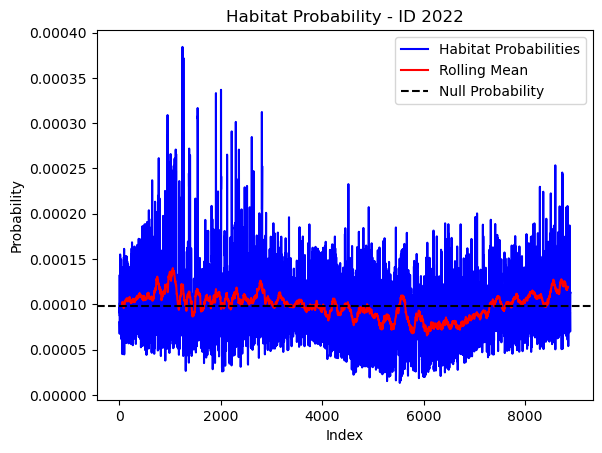 Habitat Probability - ID 2022
Habitat Probabilities
Rolling Mean
Null Probability
Probability
0.00040
0.00035
0.00030
0.00025
0.00020
0.00015
0.00010
0.00005
0.00000
0
2000
4000
6000
8000
Index